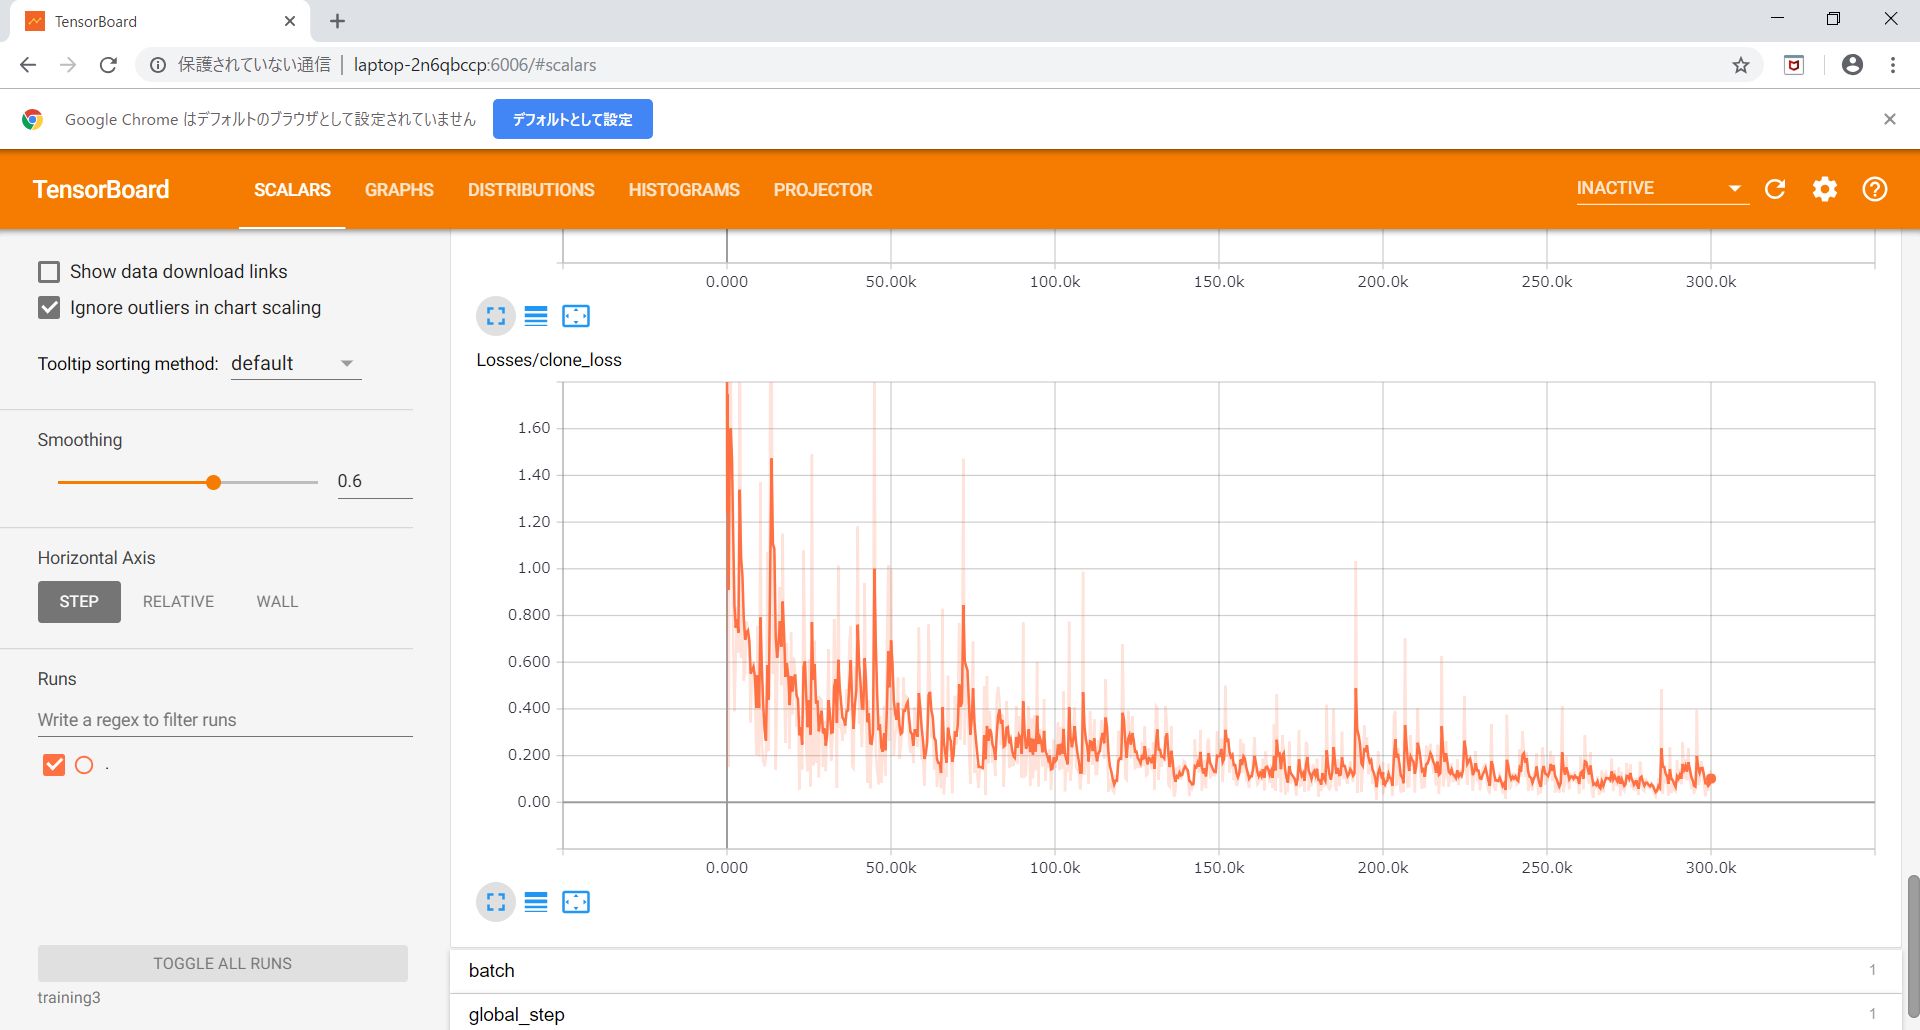 TensorBoard
保護されていない通信 | laptop-2n6qbccp:6006/#scalars
Google Chrome はデフォルトのブラウザとして設定されていません デフォルトとして設定
TensorBoard SCALARS GRAPHS DISTRIBUTIONS HISTOGRAMS PROJECTOR INACTIVE
Show data download links
Ignore outliers in chart scaling
Tooltip sorting method: default
Smoothing
0.6
Horizontal Axis
STEP RELATIVE WALL
Runs
Write a regex to filter runs
.
TOGGLE ALL RUNS
training3
0.000 50.00k 100.0k 150.0k 200.0k 250.0k 300.0k
Losses/clone_loss
1.60
1.40
1.20
1.00
0.800
0.600
0.400
0.200
0.00
0.000 50.00k 100.0k 150.0k 200.0k 250.0k 300.0k
batch 1
global_step 1